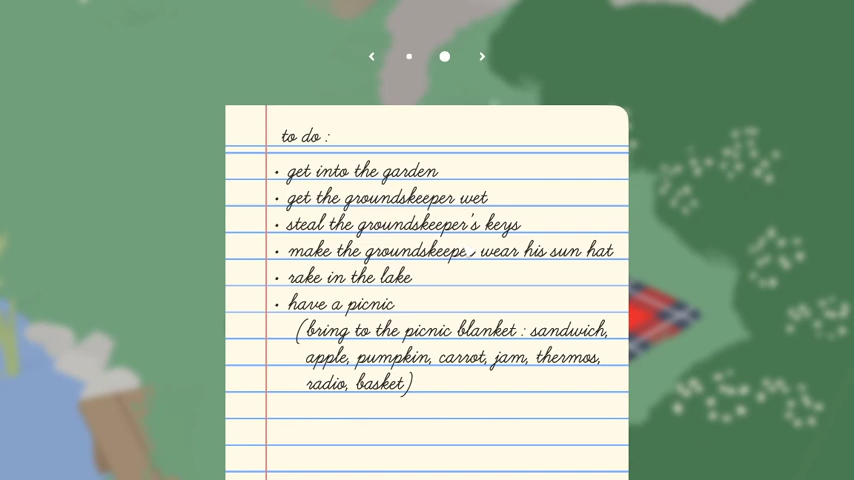 to do :
• get into the garden
• get the groundskeeper wet
• steal the groundskeeper's keys
• make the groundskeeper wear his sun hat
• rake in the lake
• have a picnic
(bring to the picnic blanket : sandwich,
apple, pumpkin, carrot, jam, thermos,
radio, basket)